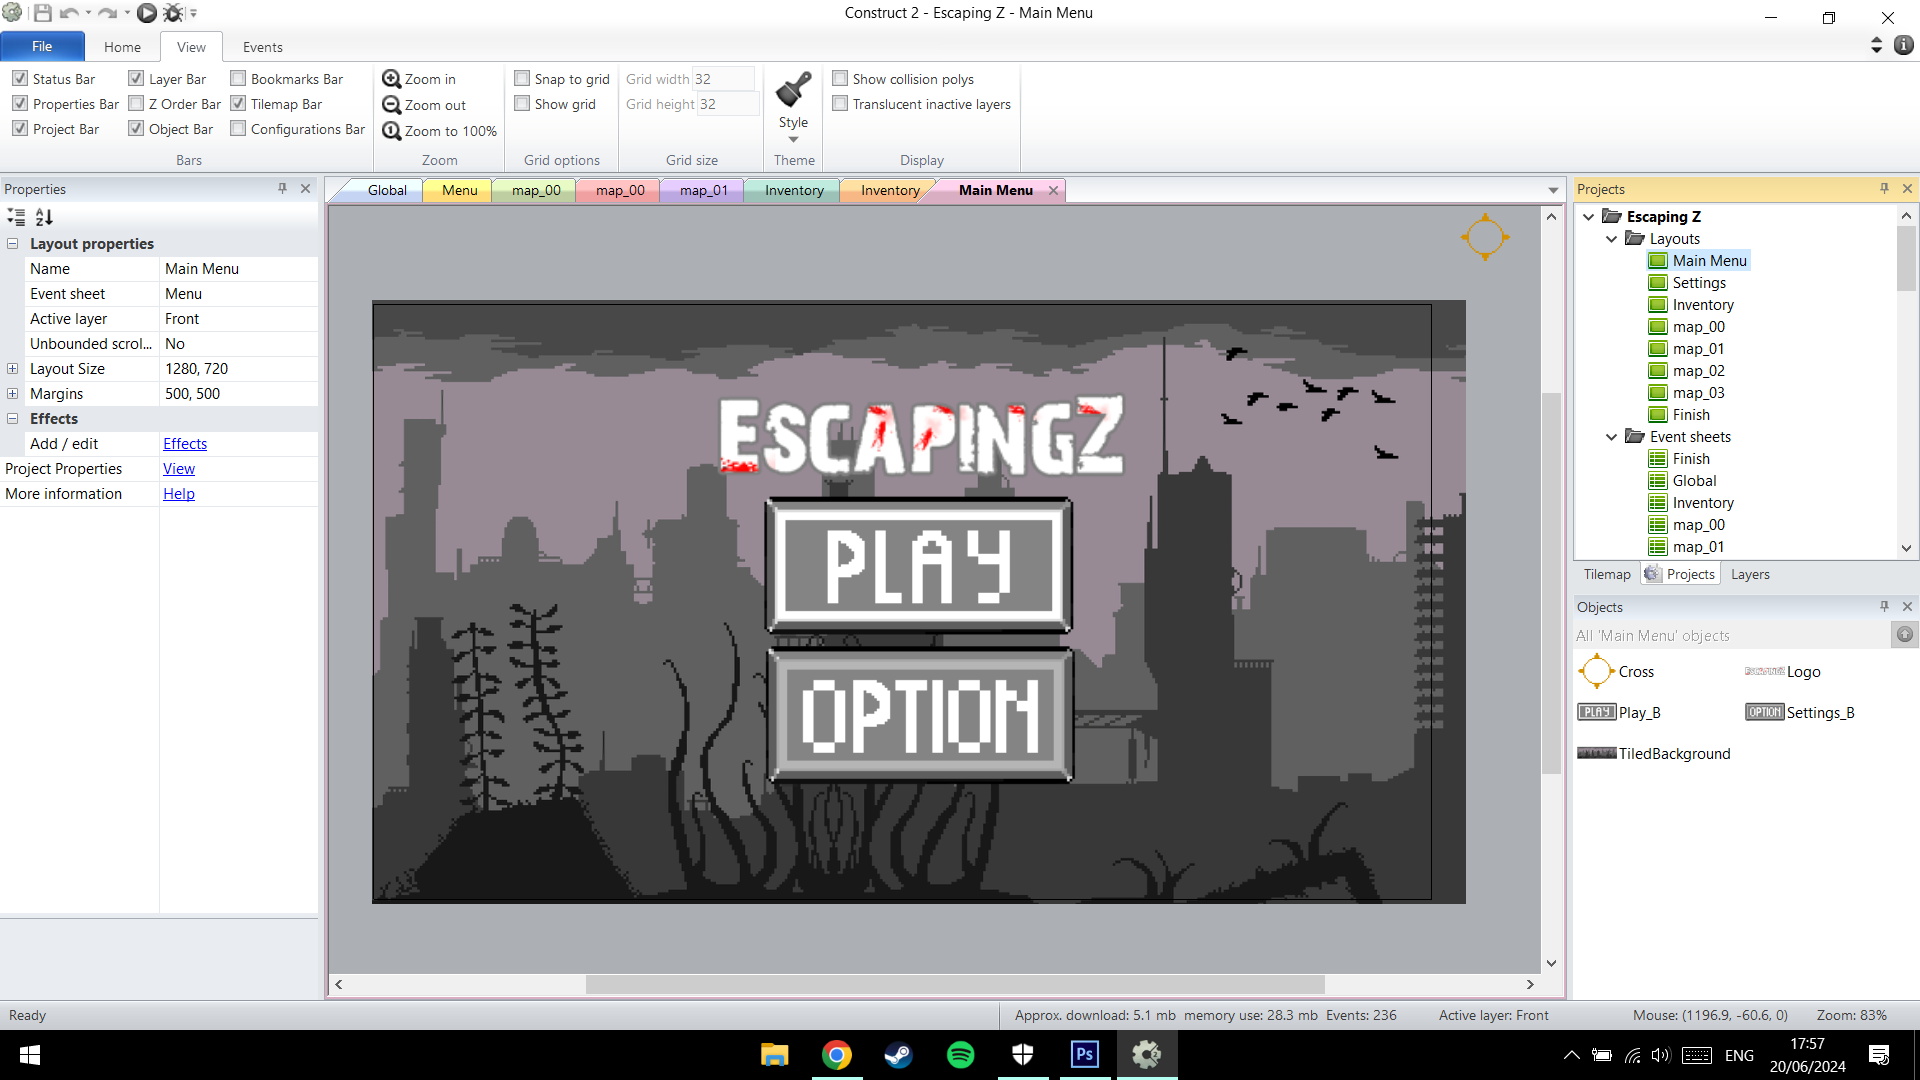 Construct 2 - Escaping Z - Main Menu
File Home View Events
Status Bar Layer Bar Bookmarks Bar
Properties Bar Z Order Bar Tilemap Bar
Project Bar Object Bar Configurations Bar
Bars
Zoom in
Zoom out
Zoom to 100%
Zoom
Snap to grid
Show grid
Grid options
Grid width 32
Grid height 32
Grid size
Style
Theme
Show collision polys
Translucent inactive layers
Display
Properties
Layout properties
Name Main Menu
Event sheet Menu
Active layer Front
Unbounded scrol... No
Layout Size 1280, 720
Margins 500, 500
Effects
Add / edit Effects
Project Properties View
More information Help
Global Menu map_00 map_00 map_01 Inventory Inventory Main Menu
ESCAPINGZ
PLAY
OPTION
Projects
Escaping Z
Layouts
Main Menu
Settings
Inventory
map_00
map_01
map_02
map_03
Finish
Event sheets
Finish
Global
Inventory
map_00
map_01
Tilemap Projects Layers
Objects
All 'Main Menu' objects
Cross ESCAPINGZ Logo
PLAY Play_B OPTION Settings_B
TiledBackground
Ready Approx. download: 5.1 mb memory use: 28.3 mb Events: 236 Active layer: Front Mouse: (1196.9, -60.6, 0) Zoom: 83%
Ps
ENG
17:57
20/06/2024